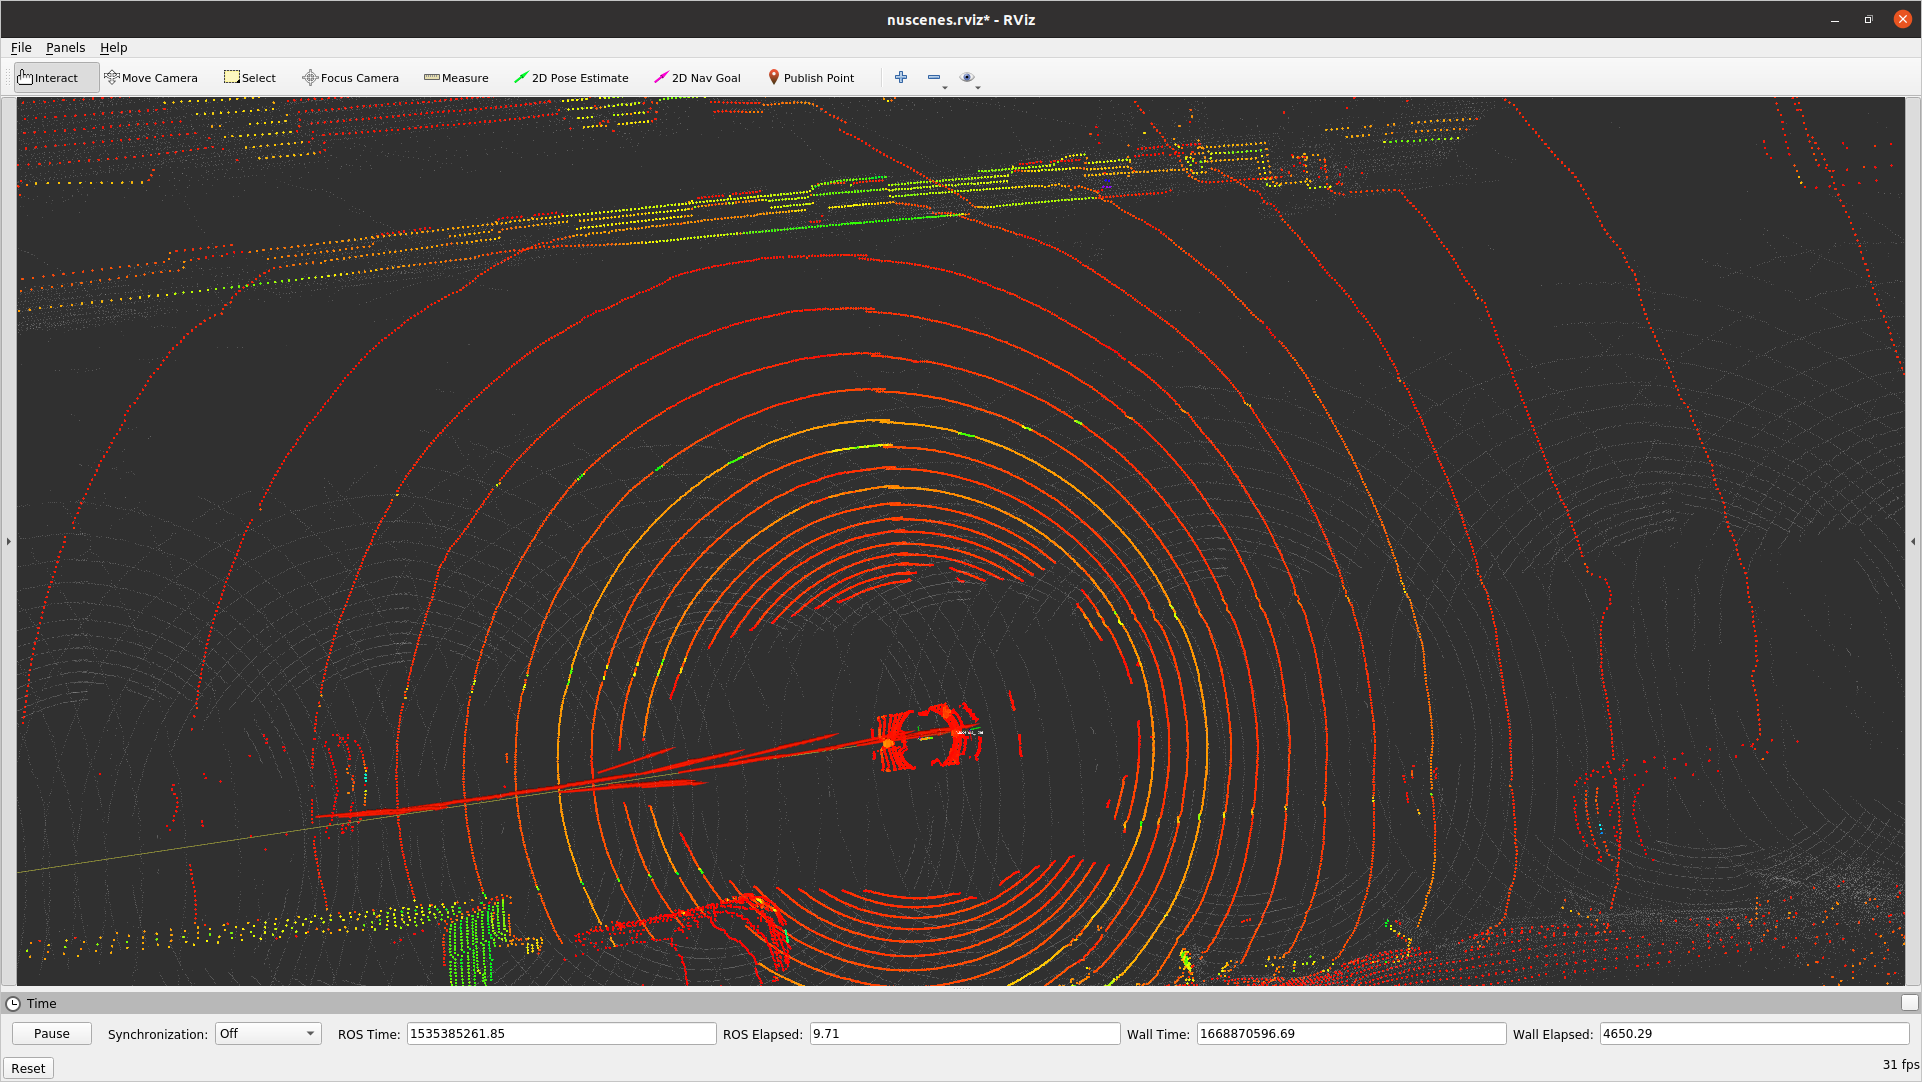 nuscenes.rviz* - RViz
File Panels Help
Interact Move Camera Select Focus Camera Measure 2D Pose Estimate 2D Nav Goal Publish Point
Time
Pause Synchronization: Off ROS Time: 1535385261.85 ROS Elapsed: 9.71 Wall Time: 1668870596.69 Wall Elapsed: 4650.29
Reset 31 fps